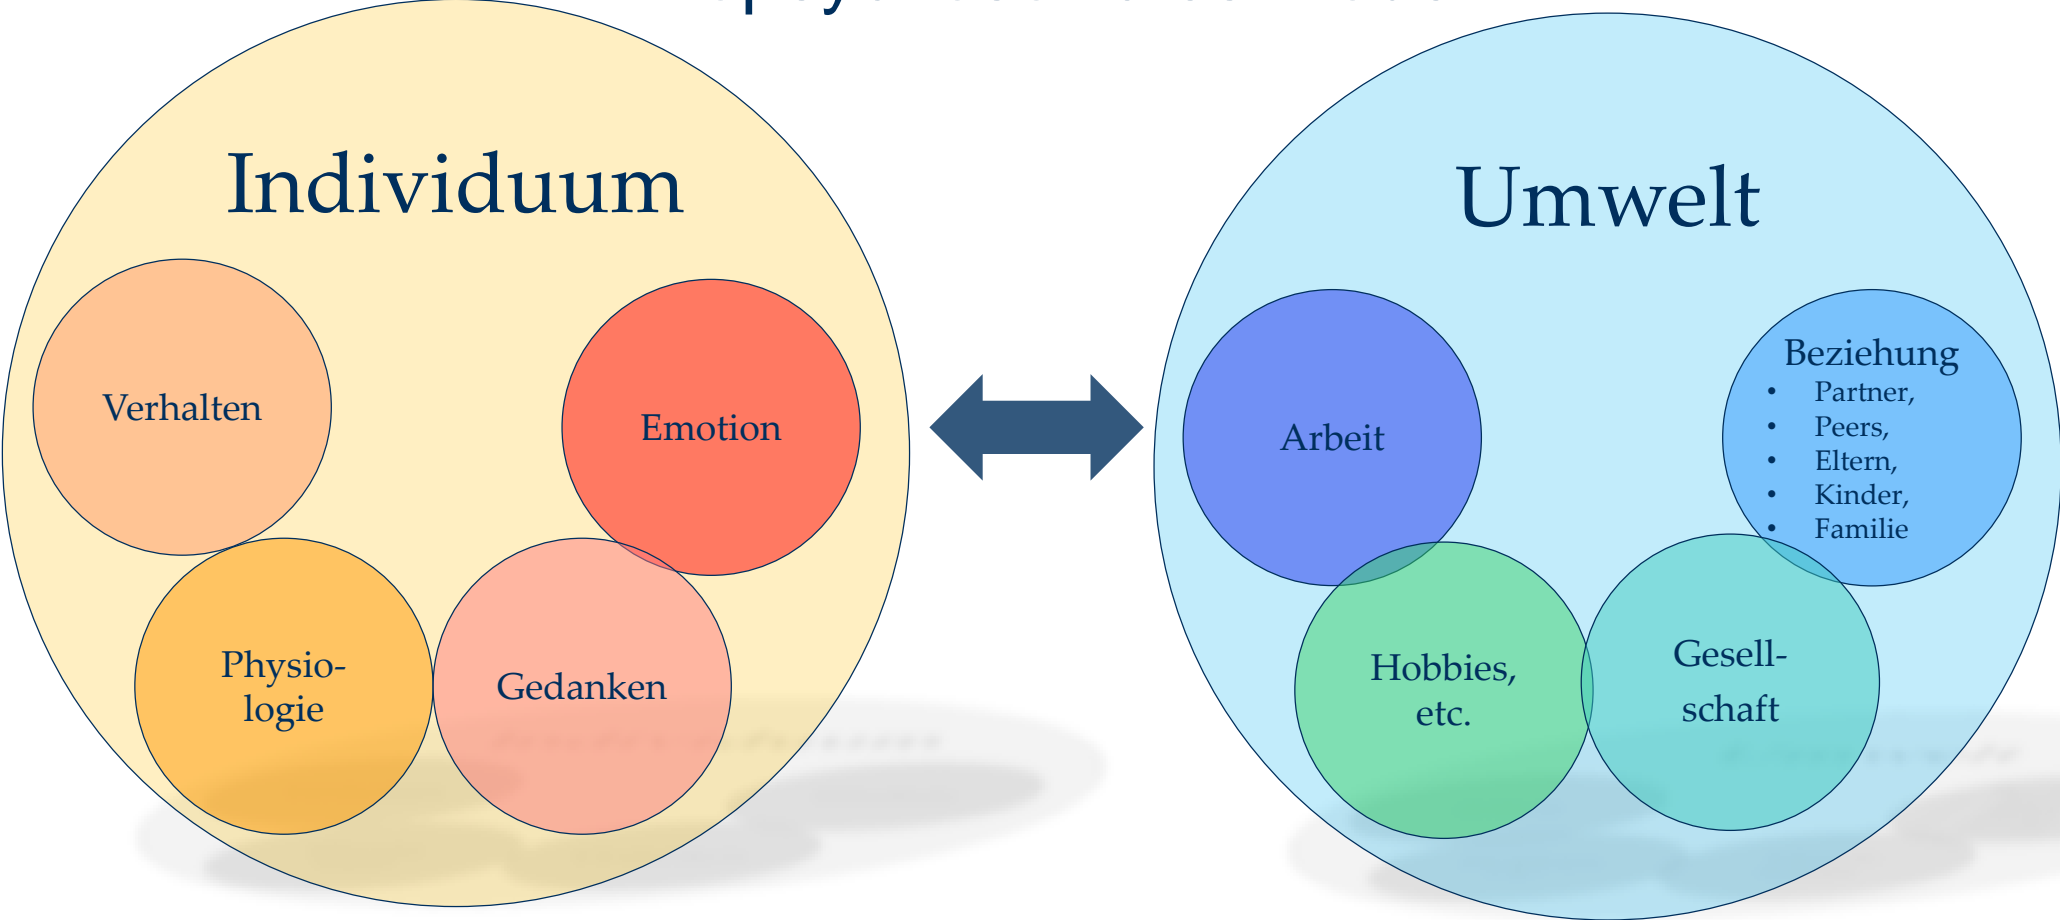 Individuum
Verhalten
Emotion
Physio-
logie
Gedanken
Umwelt
Arbeit
Beziehung
• Partner,
• Peers,
• Eltern,
• Kinder,
• Familie
Hobbies,
etc.
Gesell-
schaft